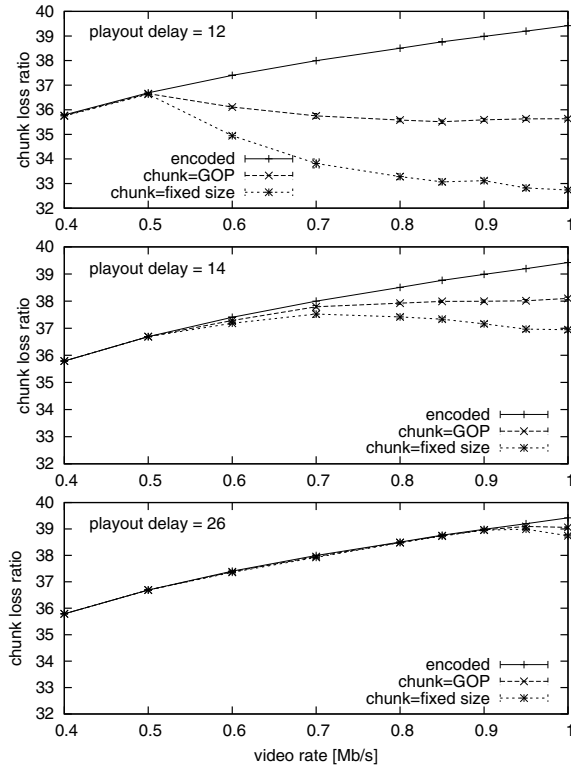 40
39
38
37
36
35
34
33
32
chunk loss ratio
playout delay = 12
encoded
chunk=GOP
chunk=fixed size
0.4 0.5 0.6 0.7 0.8 0.9 1
40
39
38
37
36
35
34
33
32
chunk loss ratio
playout delay = 14
encoded
chunk=GOP
chunk=fixed size
0.4 0.5 0.6 0.7 0.8 0.9 1
40
39
38
37
36
35
34
33
32
chunk loss ratio
playout delay = 26
encoded
chunk=GOP
chunk=fixed size
0.4 0.5 0.6 0.7 0.8 0.9 1
video rate [Mb/s]